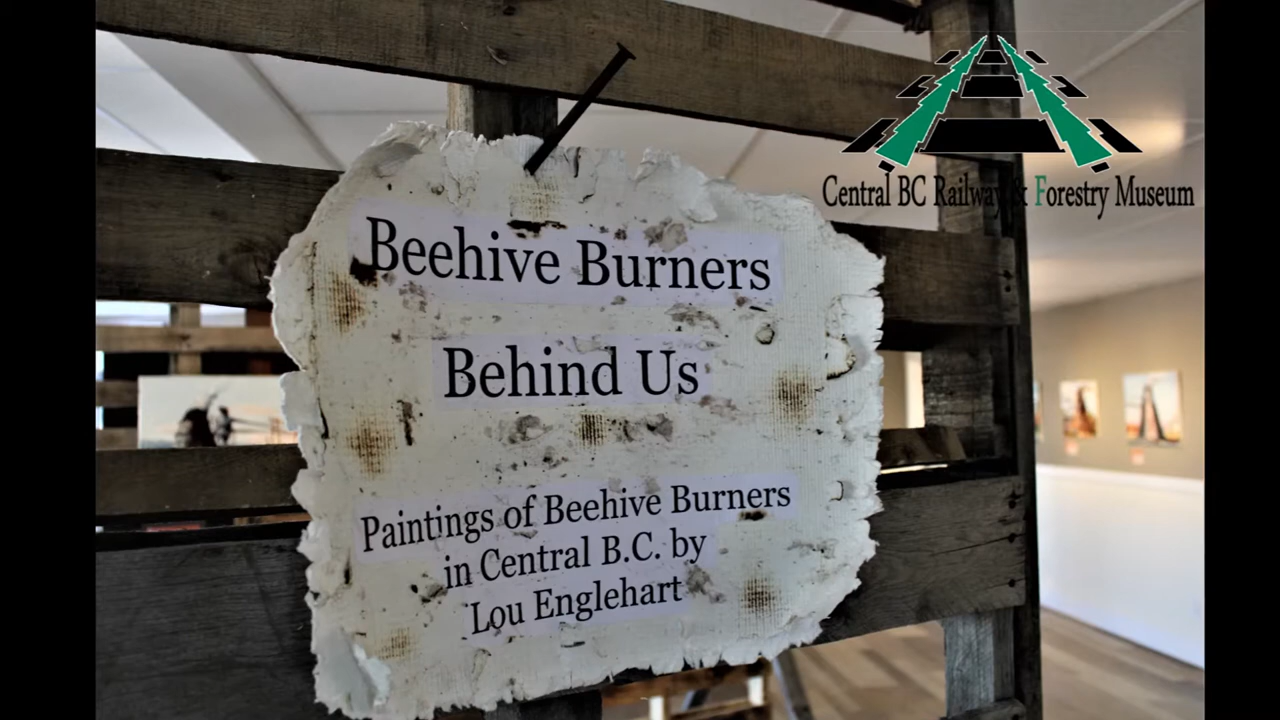 Central BC Railway & Forestry Museum
Beehive Burners
Behind Us
Paintings of Beehive Burners
in Central B.C. by
Lou Englehart